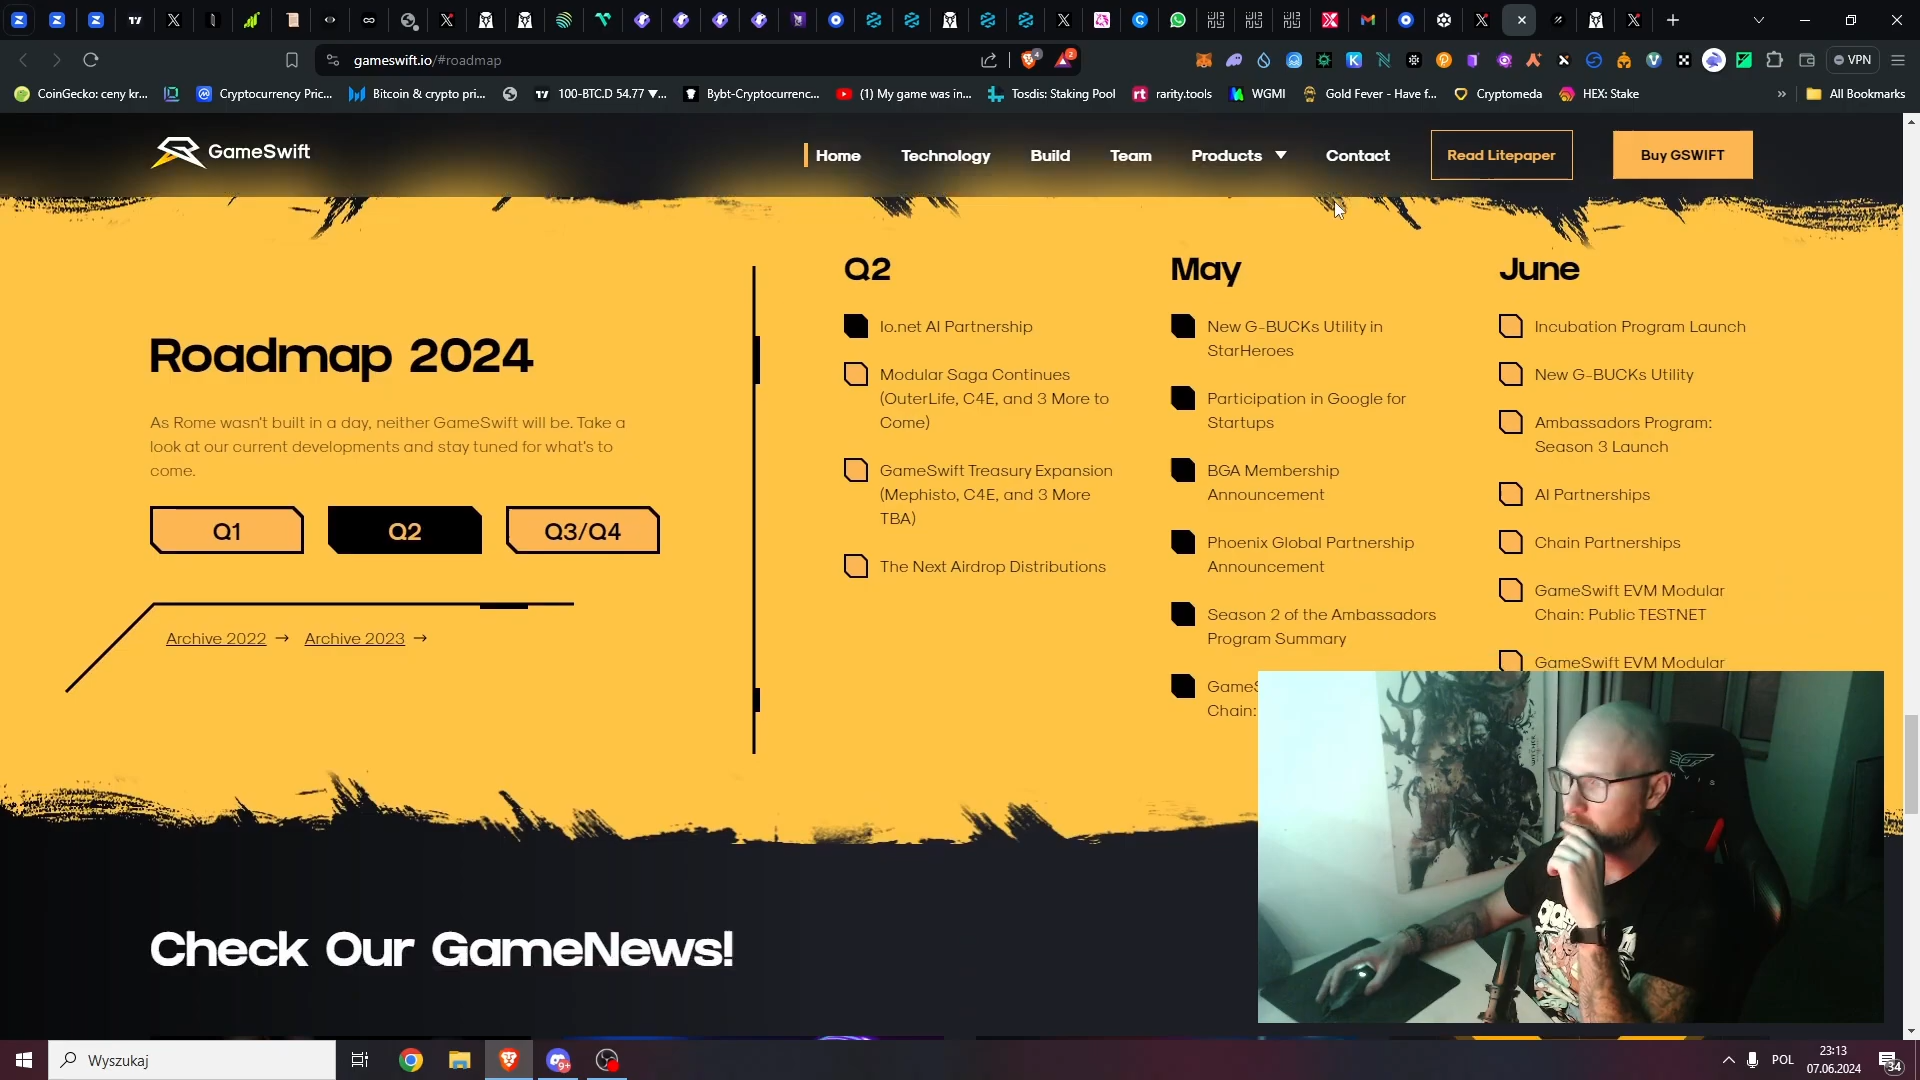 gameswift.io/#roadmap
4
2
VPN
CoinGecko: ceny kr...
Cryptocurrency Pric...
Bitcoin & crypto pri...
100-BTC.D 54.77 ▼...
Bybt-Cryptocurrenc...
(1) My game was in...
Tosdis: Staking Pool
rarity.tools
WGMI
Gold Fever - Have f...
Cryptomeda
HEX: Stake
»
All Bookmarks
GameSwift
Home
Technology
Build
Team
Products
Contact
Read Litepaper
Buy GSWIFT
Roadmap 2024
As Rome wasn't built in a day, neither GameSwift will be. Take a
look at our current developments and stay tuned for what's to
come.
Q1
Q2
Q3/Q4
Archive 2022 →
Archive 2023 →
Q2
Io.net AI Partnership
Modular Saga Continues
(OuterLife, C4E, and 3 More to
Come)
GameSwift Treasury Expansion
(Mephisto, C4E, and 3 More
TBA)
The Next Airdrop Distributions
May
New G-BUCKs Utility in
StarHeroes
Participation in Google for
Startups
BGA Membership
Announcement
Phoenix Global Partnership
Announcement
Season 2 of the Ambassadors
Program Summary
GameS
Chain:
June
Incubation Program Launch
New G-BUCKs Utility
Ambassadors Program:
Season 3 Launch
AI Partnerships
Chain Partnerships
GameSwift EVM Modular
Chain: Public TESTNET
GameSwift EVM Modular
Check Our GameNews!
Wyszukaj
9+
POL
23:13
07.06.2024
34